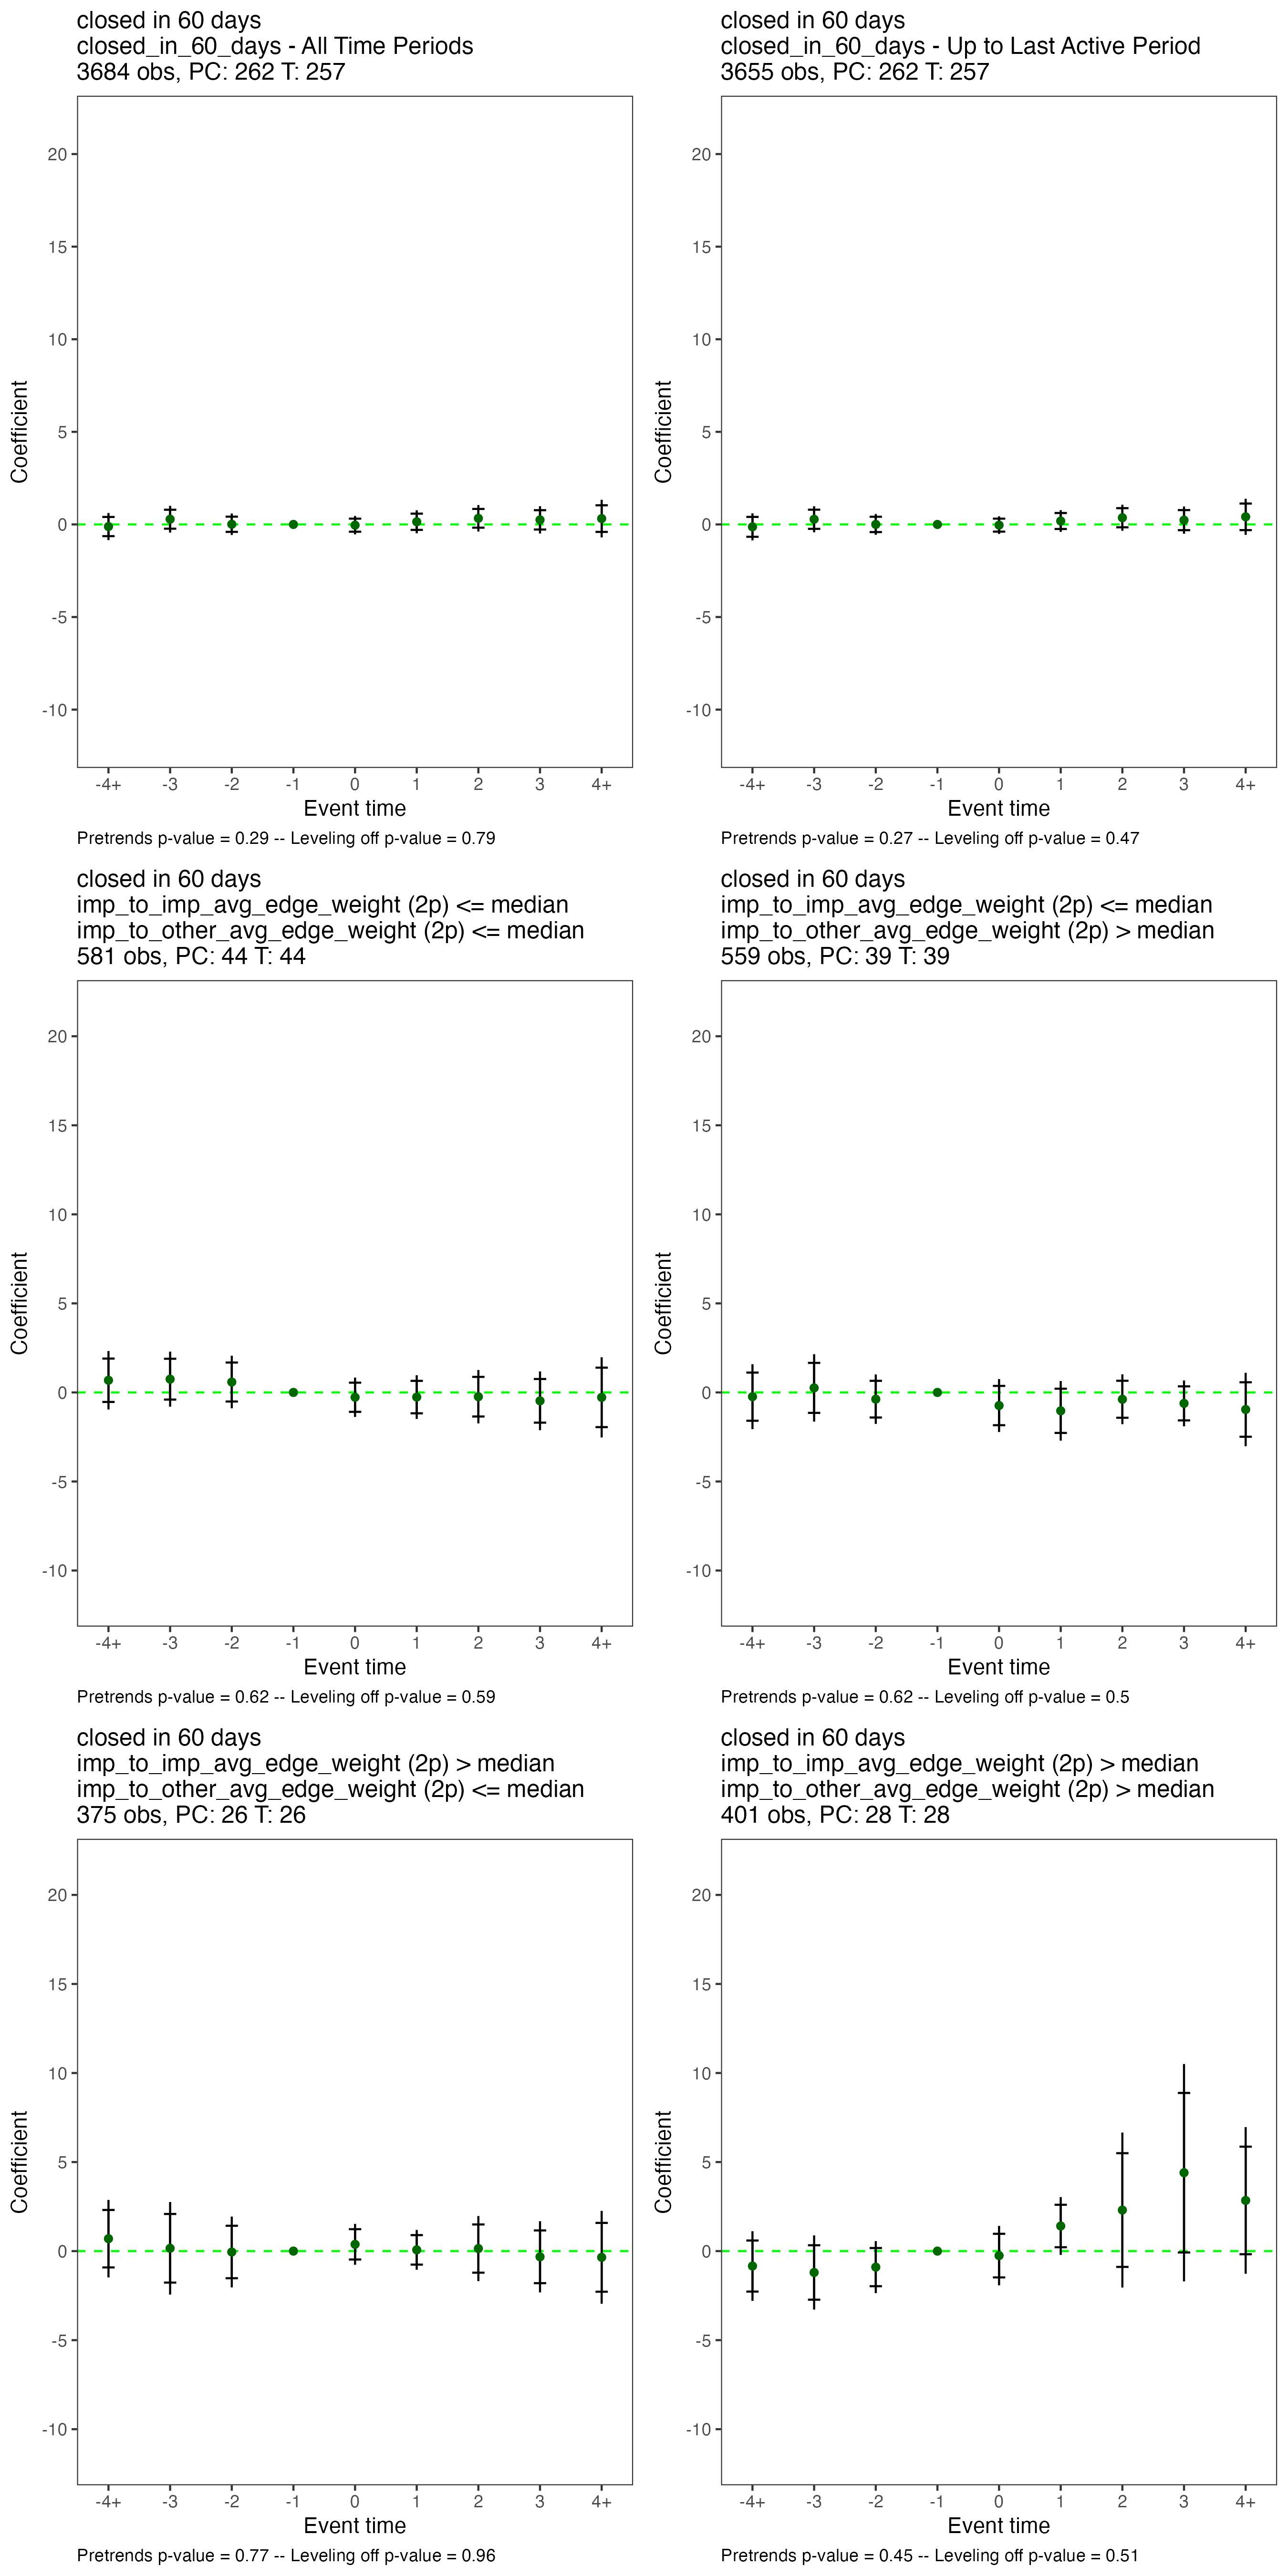 closed in 60 days
closed_in_60_days - All Time Periods
3684 obs, PC: 262 T: 257
20
15
10
5
0
-5
-10
Coefficient
-4+ -3 -2 -1 0 1 2 3 4+
Event time
Pretrends p-value = 0.29 -- Leveling off p-value = 0.79
closed in 60 days
closed_in_60_days - Up to Last Active Period
3655 obs, PC: 262 T: 257
20
15
10
5
0
-5
-10
Coefficient
-4+ -3 -2 -1 0 1 2 3 4+
Event time
Pretrends p-value = 0.27 -- Leveling off p-value = 0.47
closed in 60 days
imp_to_imp_avg_edge_weight (2p) <= median
imp_to_other_avg_edge_weight (2p) <= median
581 obs, PC: 44 T: 44
20
15
10
5
0
-5
-10
Coefficient
-4+ -3 -2 -1 0 1 2 3 4+
Event time
Pretrends p-value = 0.62 -- Leveling off p-value = 0.59
closed in 60 days
imp_to_imp_avg_edge_weight (2p) <= median
imp_to_other_avg_edge_weight (2p) > median
559 obs, PC: 39 T: 39
20
15
10
5
0
-5
-10
Coefficient
-4+ -3 -2 -1 0 1 2 3 4+
Event time
Pretrends p-value = 0.62 -- Leveling off p-value = 0.5
closed in 60 days
imp_to_imp_avg_edge_weight (2p) > median
imp_to_other_avg_edge_weight (2p) <= median
375 obs, PC: 26 T: 26
20
15
10
5
0
-5
-10
Coefficient
-4+ -3 -2 -1 0 1 2 3 4+
Event time
Pretrends p-value = 0.77 -- Leveling off p-value = 0.96
closed in 60 days
imp_to_imp_avg_edge_weight (2p) > median
imp_to_other_avg_edge_weight (2p) > median
401 obs, PC: 28 T: 28
20
15
10
5
0
-5
-10
Coefficient
-4+ -3 -2 -1 0 1 2 3 4+
Event time
Pretrends p-value = 0.45 -- Leveling off p-value = 0.51